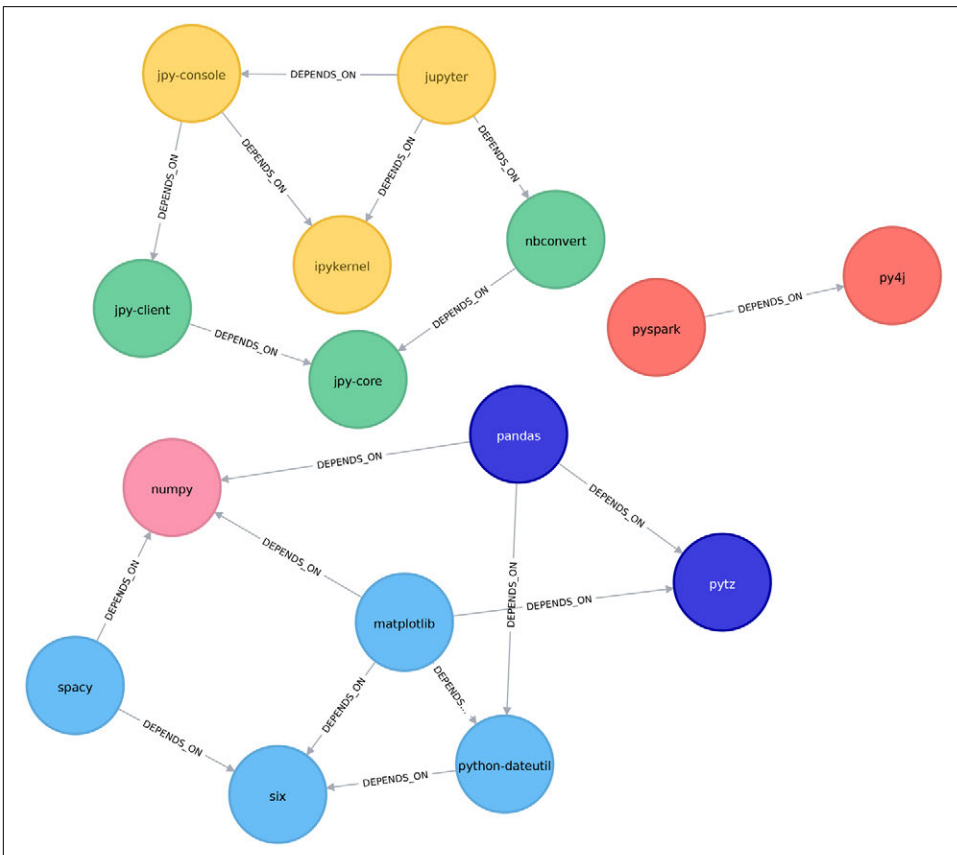 jpy-console
DEPENDS_ON
jupyter
DEPENDS_ON
DEPENDS_ON
DEPENDS_ON
DEPENDS_ON
ipykernel
nbconvert
jpy-client
DEPENDS_ON
DEPENDS_ON
jpy-core
pyspark
DEPENDS_ON
py4j
pandas
DEPENDS_ON
numpy
DEPENDS_ON
DEPENDS_ON
DEPENDS_ON
DEPENDS_ON
pytz
matplotlib
DEPENDS_ON
spacy
DEPENDS_ON
DEPENDS...
DEPENDS_ON
six
DEPENDS_ON
python-dateutil